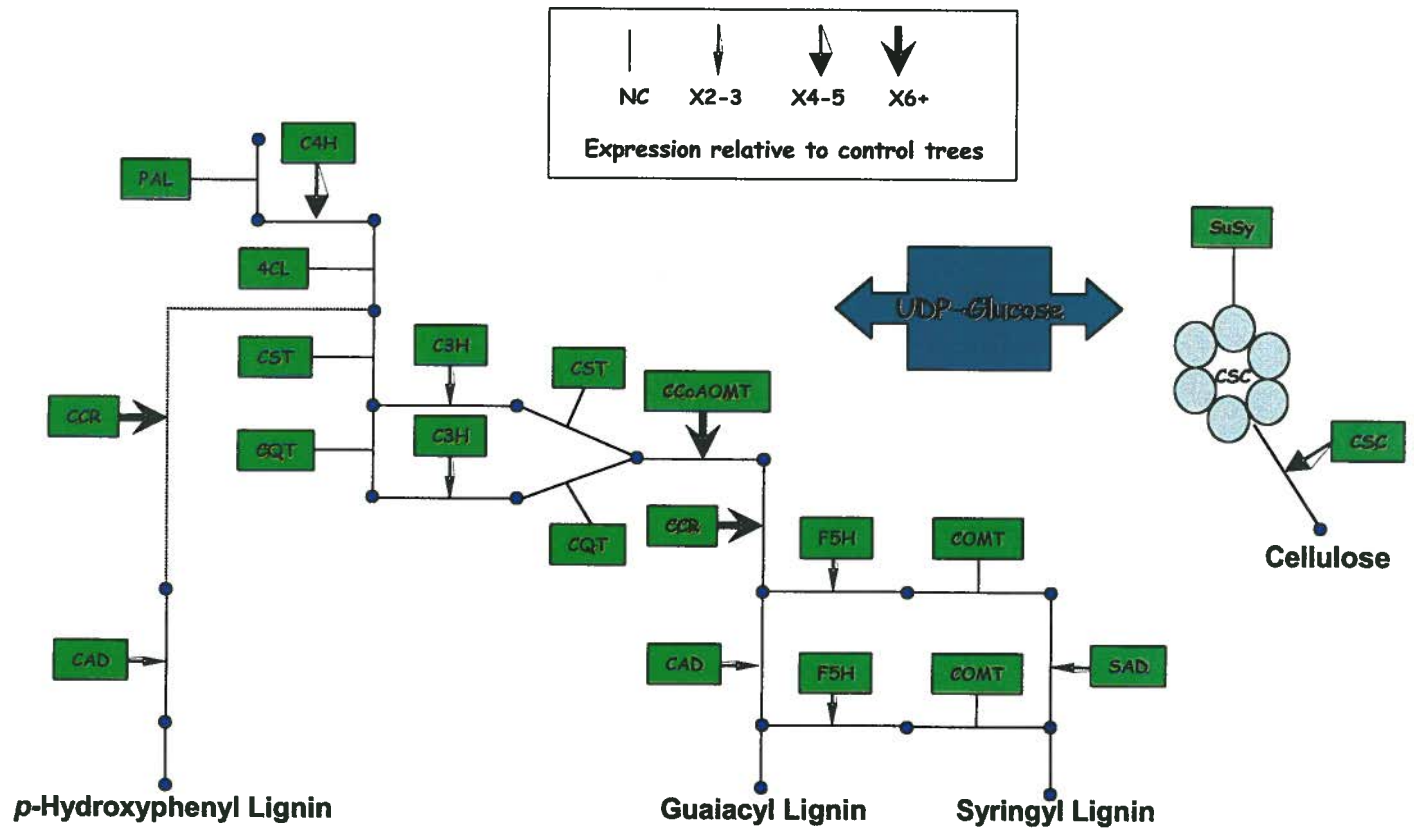 NC X2-3 X4-5 X6+
Expression relative to control trees
C4H
PAL
SuSy
4CL
UDP-Glucose
C3H
CST
CST
CSC
CCoAOMT
CCR
C3H
CQT
CSC
CCR
F5H
COMT
CQT
Cellulose
CAD
CAD
F5H
COMT
SAD
p-Hydroxyphenyl Lignin
Guaiacyl Lignin
Syringyl Lignin